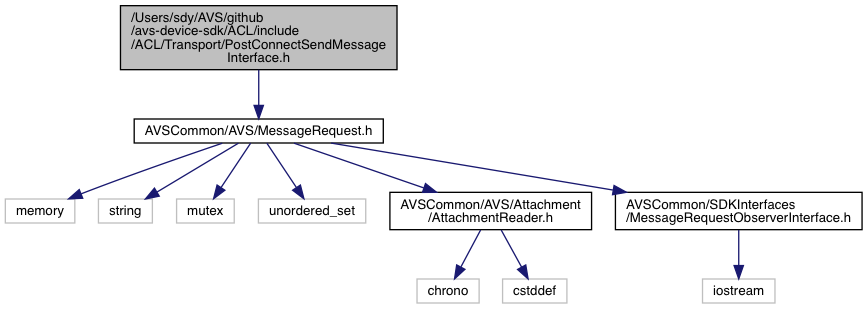 /Users/sdy/AVS/github
/avs-device-sdk/ACL/include
/ACL/Transport/PostConnectSendMessage
Interface.h
AVSCommon/AVS/MessageRequest.h
memory
string
mutex
unordered_set
AVSCommon/AVS/Attachment
/AttachmentReader.h
AVSCommon/SDKInterfaces
/MessageRequestObserverInterface.h
chrono
cstddef
iostream